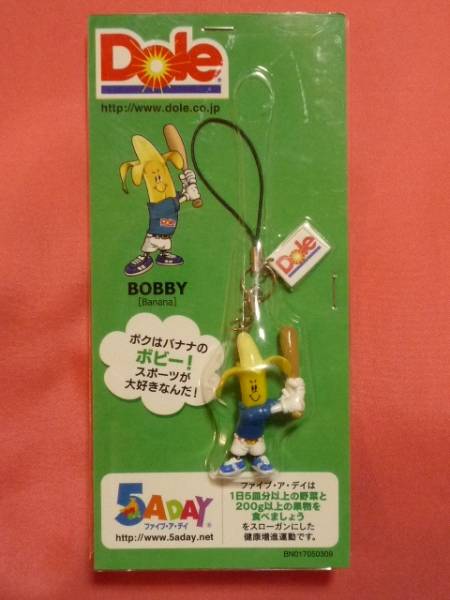 Dole
http://www.dole.co.jp
Dole
Dole
BOBBY
[Banana]
ボクはバナナの
ボビー!
スポーツが
大好きなんだ!
5 A DAY
ファイブ・ア・デイ
http://www.5aday.net
ファイブ・ア・デイは
1日5皿分以上の野菜と
200g以上の果物を
食べましょう
をスローガンにした
健康増進運動です。
BN017050309